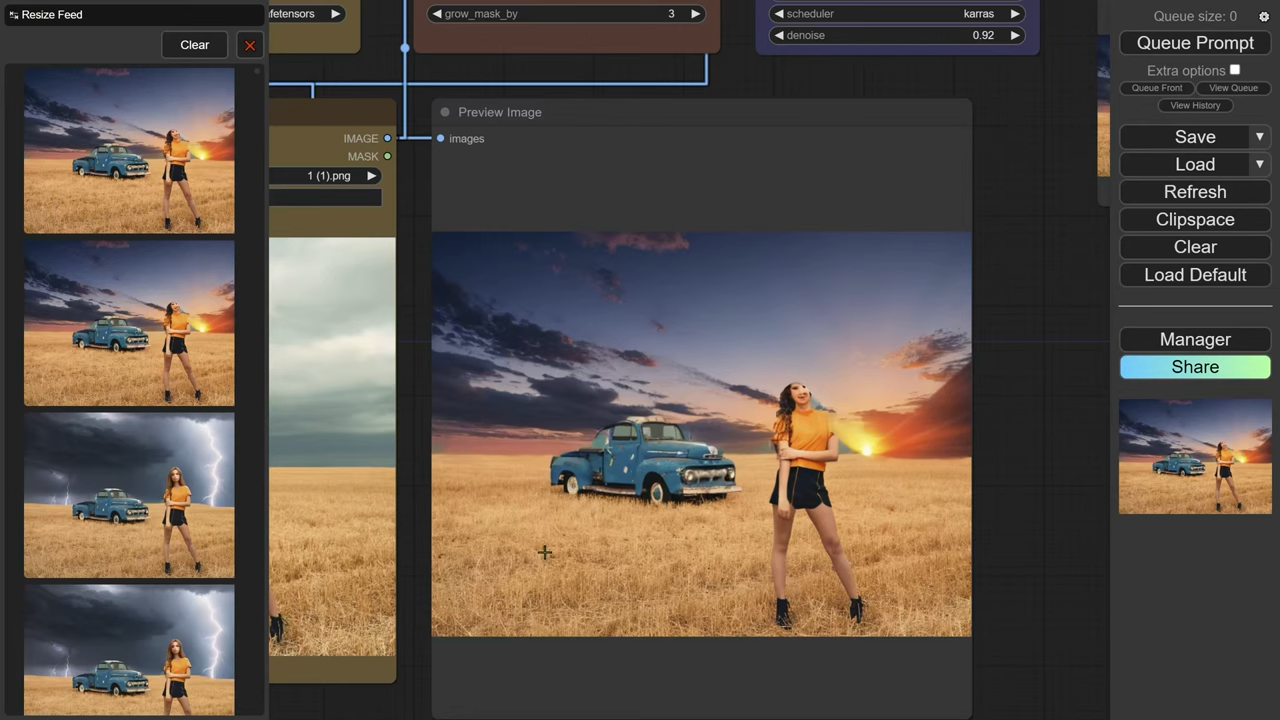 Resize Feed
Clear
fetensors
grow_mask_by 3
scheduler karras
denoise 0.92
IMAGE
MASK
1 (1).png
Preview Image
images
Queue size: 0
Queue Prompt
Extra options
Queue Front
View Queue
View History
Save
Load
Refresh
Clipspace
Clear
Load Default
Manager
Share